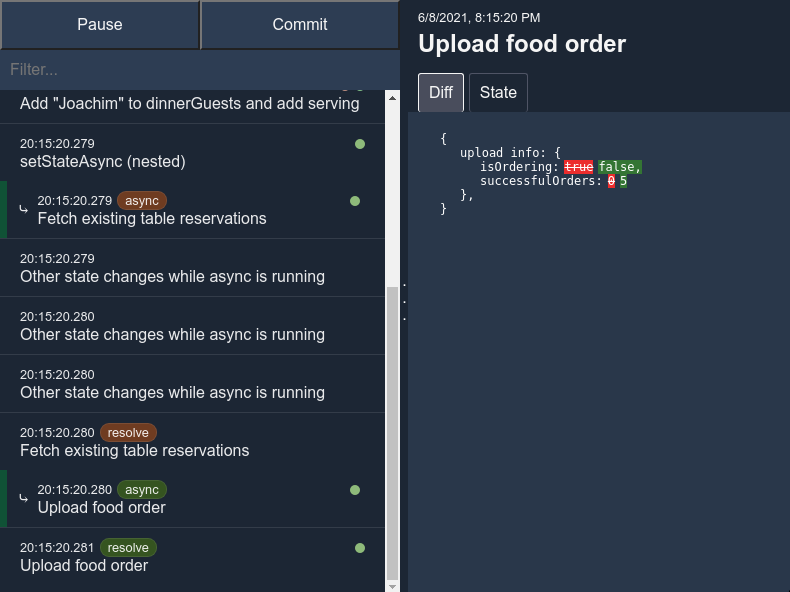 Pause
Commit
Filter...
Add "Joachim" to dinnerGuests and add serving
20:15:20.279
setStateAsync (nested)
20:15:20.279 async
Fetch existing table reservations
20:15:20.279
Other state changes while async is running
20:15:20.280
Other state changes while async is running
20:15:20.280
Other state changes while async is running
20:15:20.280 resolve
Fetch existing table reservations
20:15:20.280 async
Upload food order
20:15:20.281 resolve
Upload food order
6/8/2021, 8:15:20 PM
Upload food order
Diff
State
{
upload info: {
isOrdering: true false,
successfulOrders: 0 5
},
}